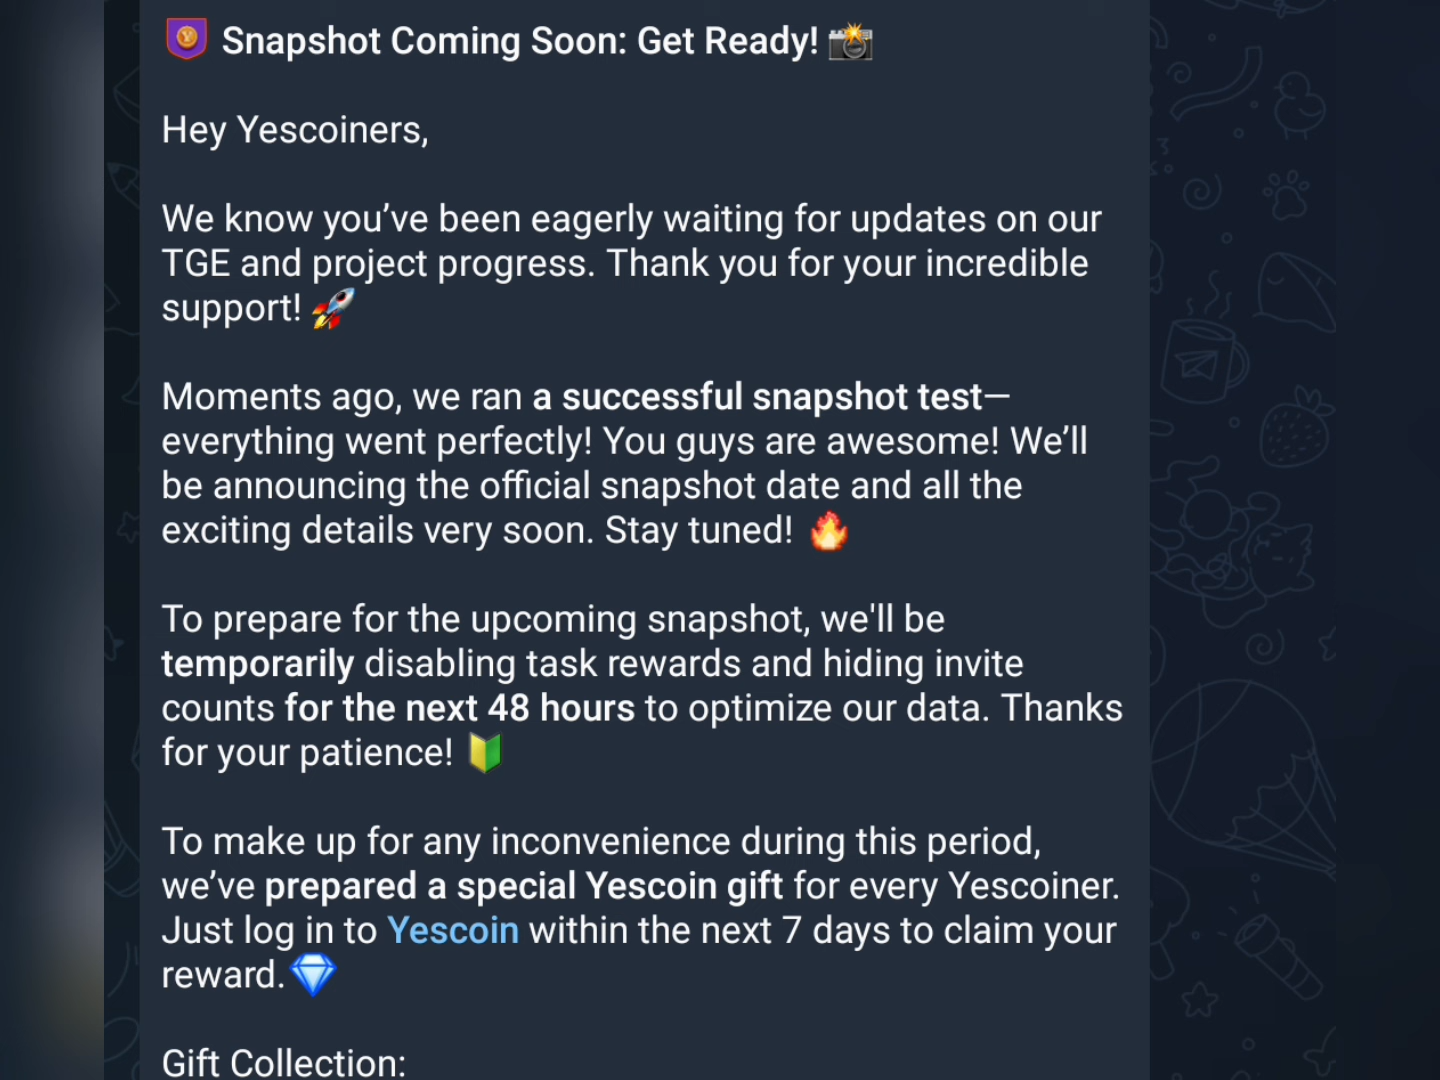 Snapshot Coming Soon: Get Ready! 📸
Hey Yescoiners,
We know you’ve been eagerly waiting for updates on our
TGE and project progress. Thank you for your incredible
support! 🚀
Moments ago, we ran a successful snapshot test—
everything went perfectly! You guys are awesome! We’ll
be announcing the official snapshot date and all the
exciting details very soon. Stay tuned! 🔥
To prepare for the upcoming snapshot, we'll be
temporarily disabling task rewards and hiding invite
counts for the next 48 hours to optimize our data. Thanks
for your patience! 🔰
To make up for any inconvenience during this period,
we’ve prepared a special Yescoin gift for every Yescoiner.
Just log in to Yescoin within the next 7 days to claim your
reward.💎
Gift Collection: